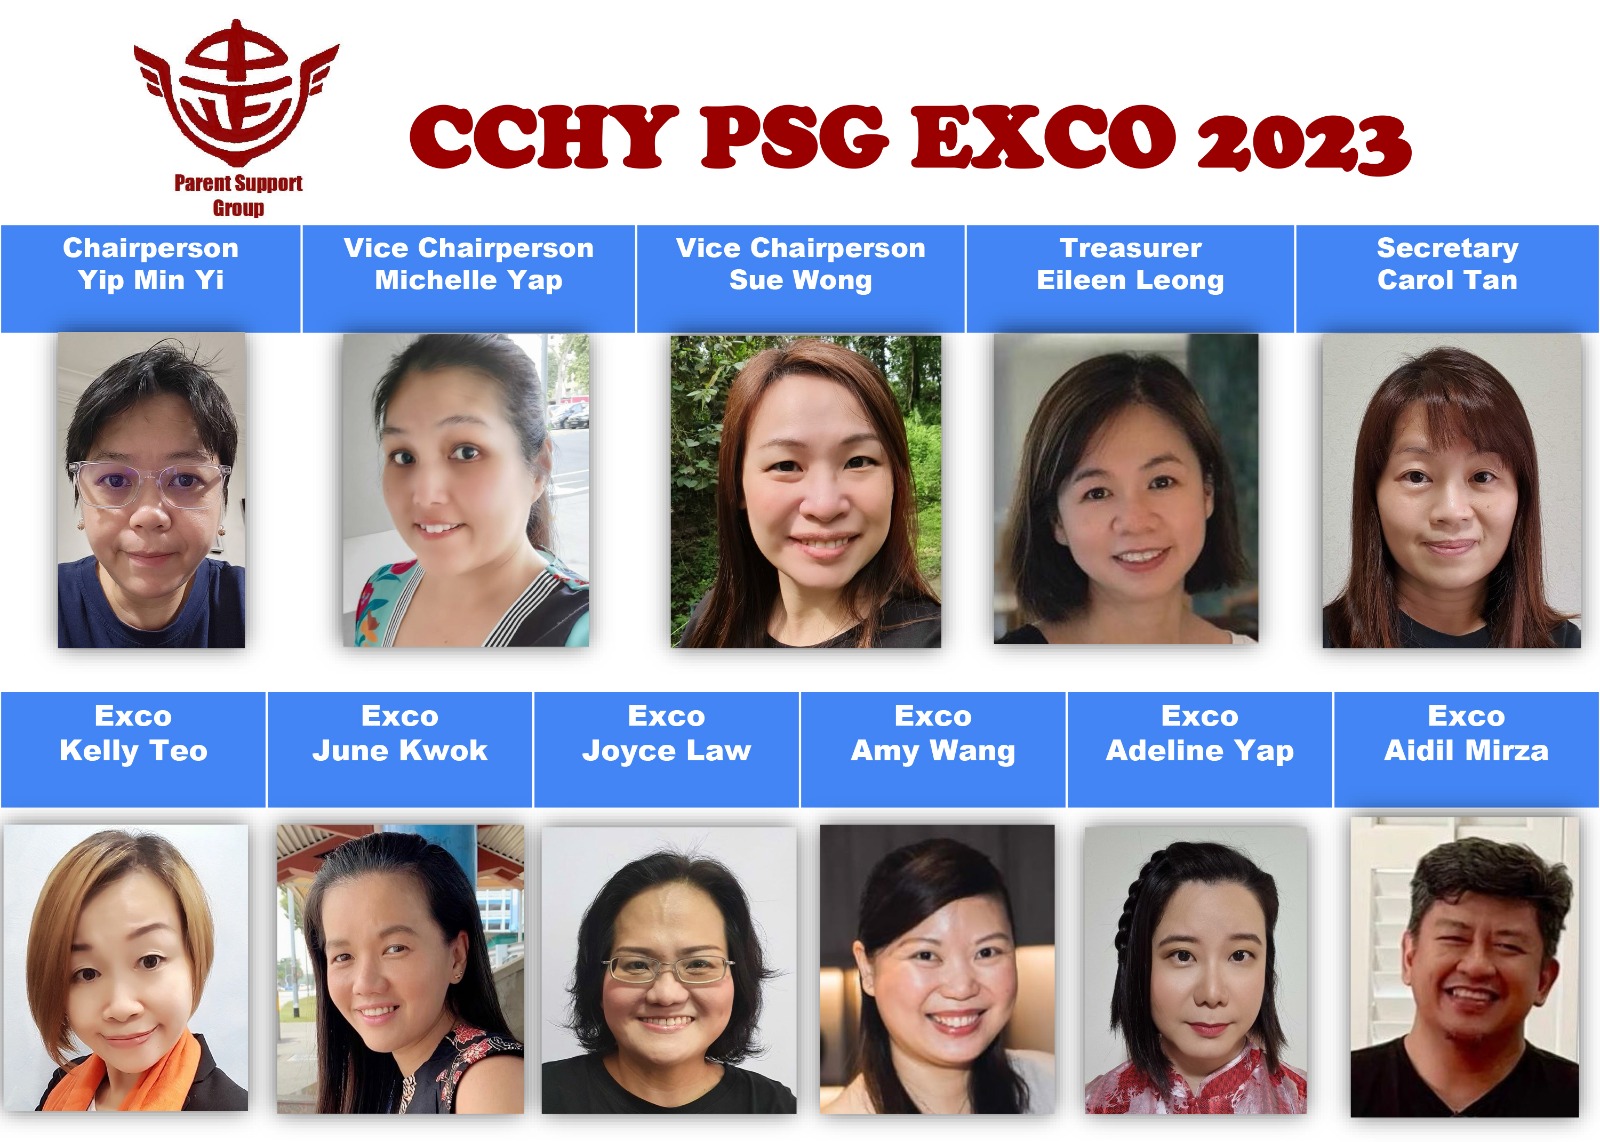 Parent Support
Group
CCHY PSG EXCO 2023
Chairperson
Yip Min Yi
Vice Chairperson
Michelle Yap
Vice Chairperson
Sue Wong
Treasurer
Eileen Leong
Secretary
Carol Tan
Exco
Kelly Teo
Exco
June Kwok
Exco
Joyce Law
Exco
Amy Wang
Exco
Adeline Yap
Exco
Aidil Mirza